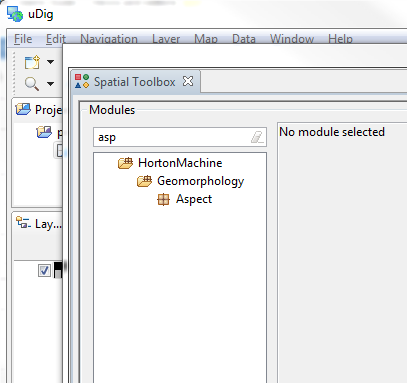 uDig
File Edit Navigation Layer Map Data Window Help
Spatial Toolbox
Proje
Modules
asp
No module selected
p
HortonMachine
Geomorphology
Aspect
Lay...